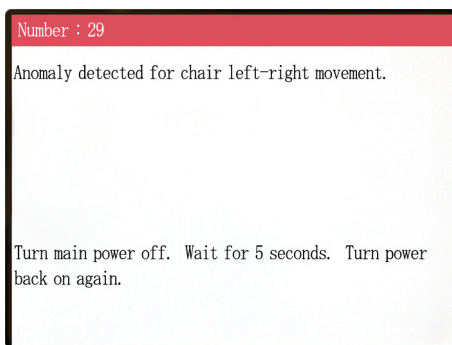 Number : 29
Anomaly detected for chair left-right movement.
Turn main power off. Wait for 5 seconds. Turn power
back on again.